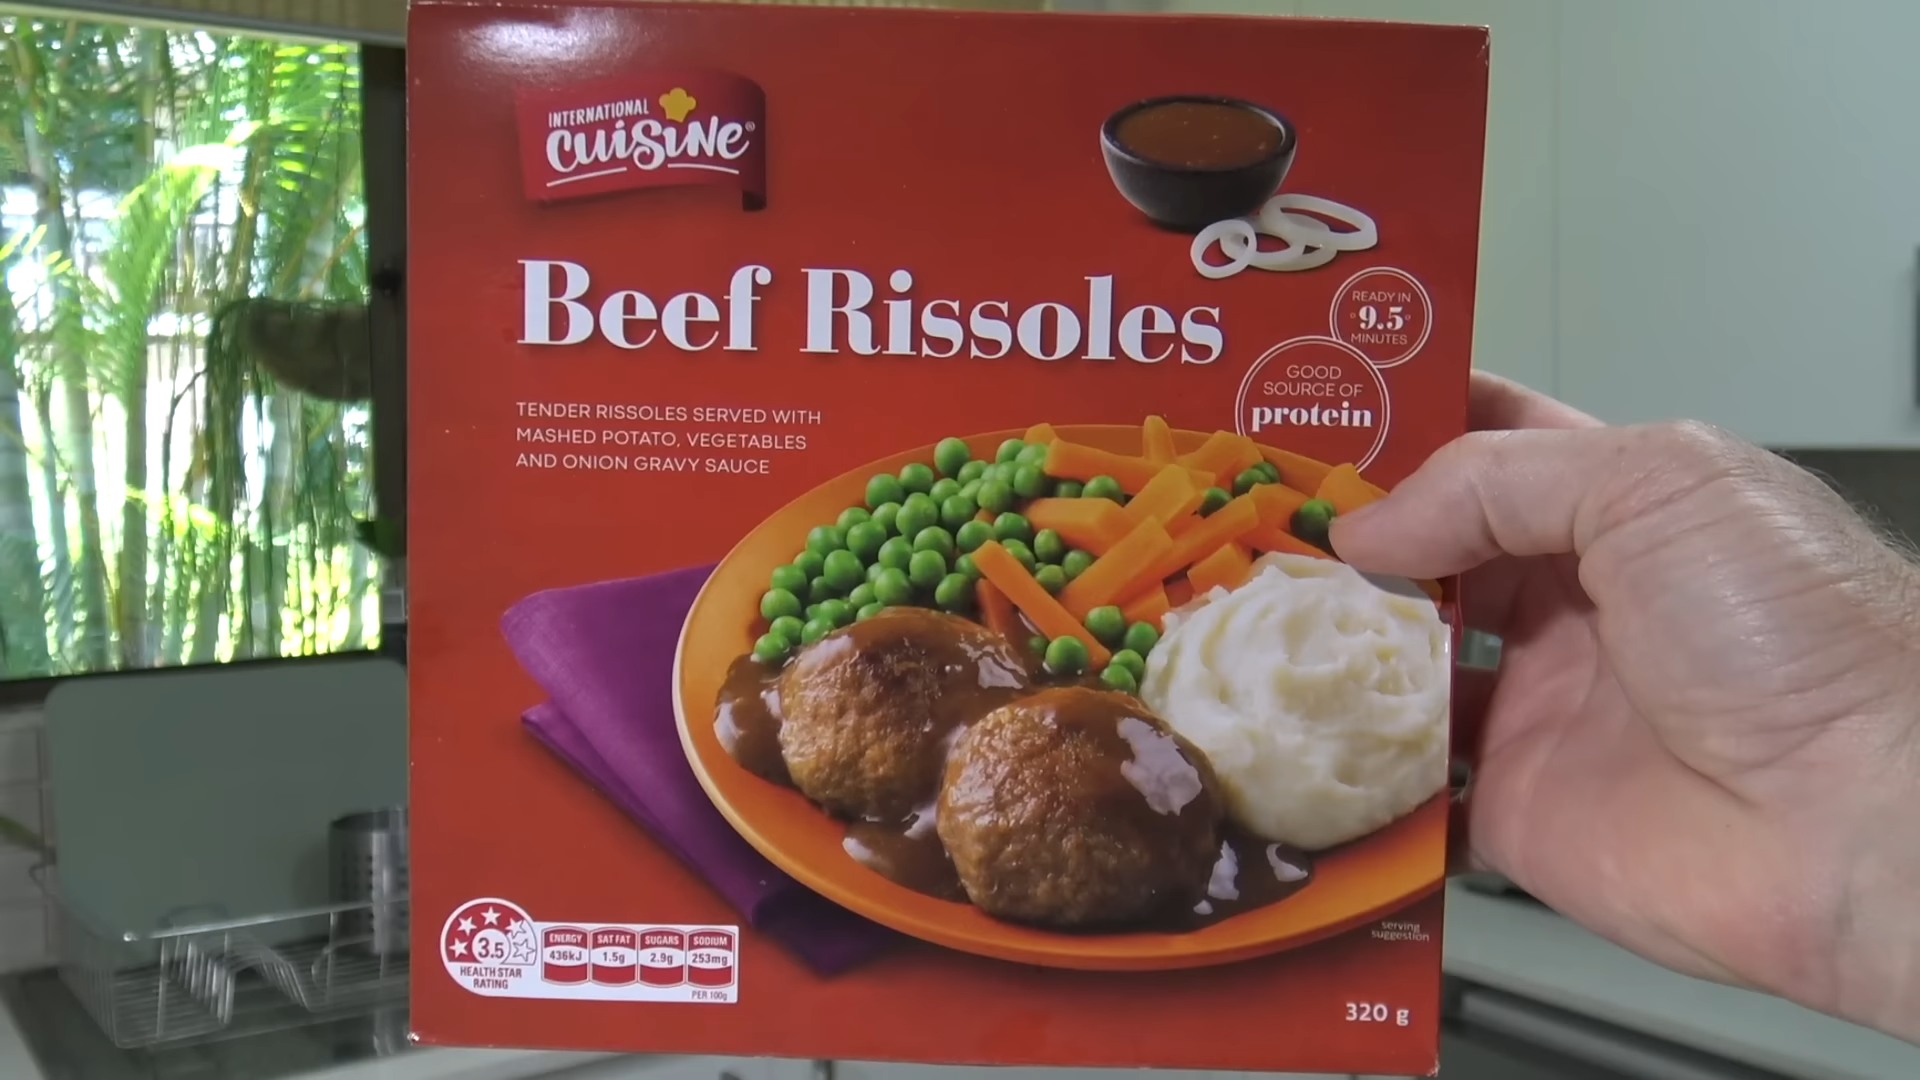 INTERNATIONAL
CUISINE®
Beef Rissoles
READY IN
9.5
MINUTES
GOOD
SOURCE OF
protein
TENDER RISSOLES SERVED WITH
MASHED POTATO, VEGETABLES
AND ONION GRAVY SAUCE
serving
suggestion
3.5
HEALTH STAR
RATING
ENERGY SAT FAT SUGARS SODIUM
436kJ 1.5g 2.9g 253mg
PER 100g
320 g